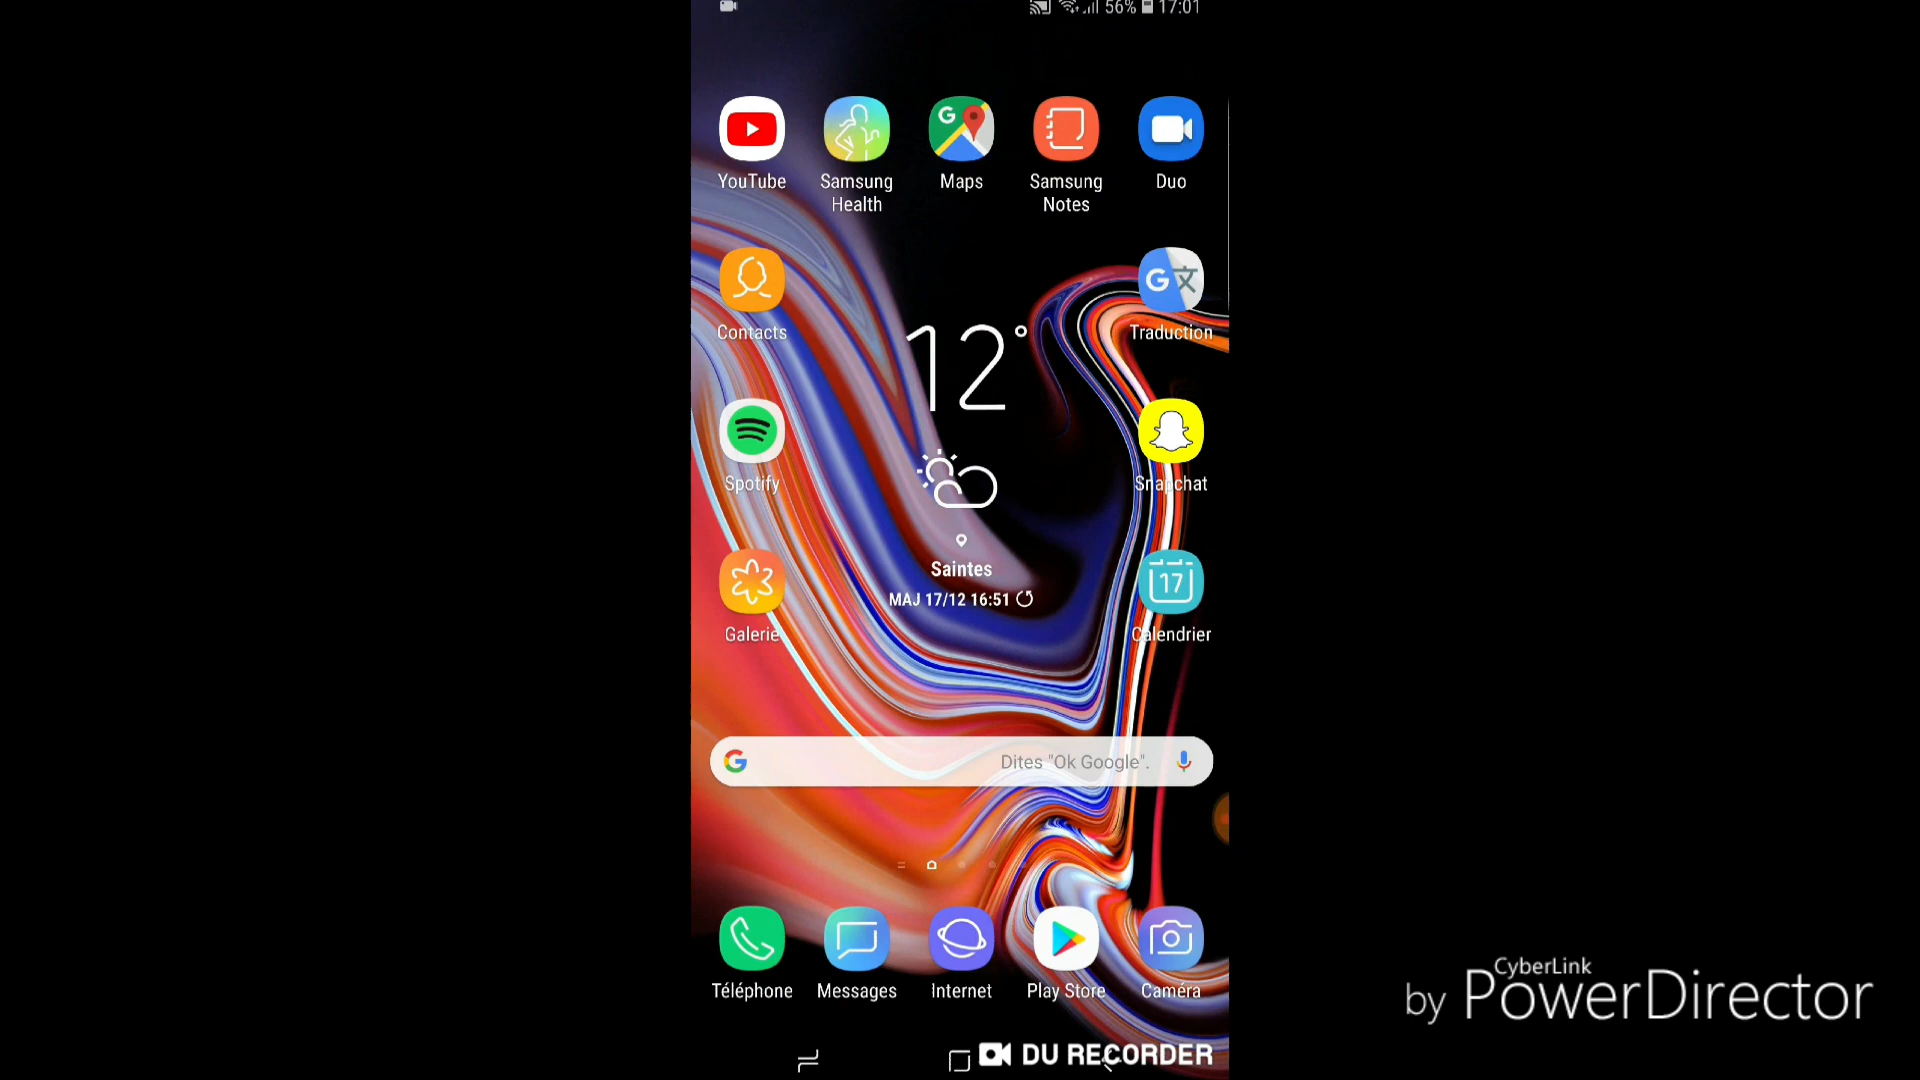 56% 17:01
YouTube
Samsung Health
Maps
Samsung Notes
Duo
Contacts
Traduction
12°
Spotify
Snapchat
Saintes
MAJ 17/12 16:51
Galerie
17
Calendrier
Dites "Ok Google".
Téléphone
Messages
Internet
Play Store
Caméra
DU RECORDER
CyberLink
by PowerDirector